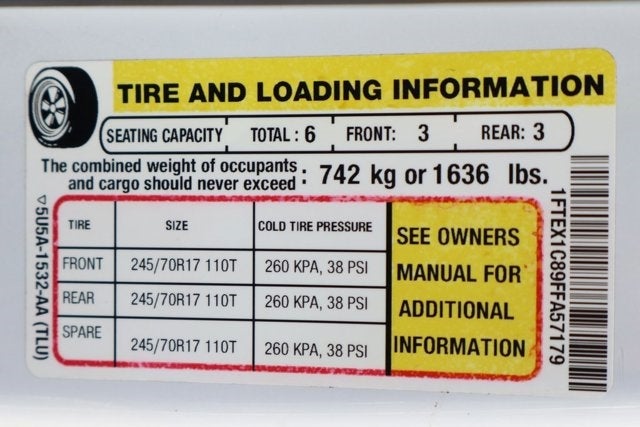 TIRE AND LOADING INFORMATION
SEATING CAPACITY TOTAL : 6 FRONT: 3 REAR: 3
The combined weight of occupants
and cargo should never exceed : 742 kg or 1636 lbs.
TIRE SIZE COLD TIRE PRESSURE
FRONT 245/70R17 110T 260 KPA, 38 PSI
REAR 245/70R17 110T 260 KPA, 38 PSI
SPARE 245/70R17 110T 260 KPA, 38 PSI
SEE OWNERS
MANUAL FOR
ADDITIONAL
INFORMATION
5U5A-1532-AA (TLU)
1FTEX1C89FFA57179